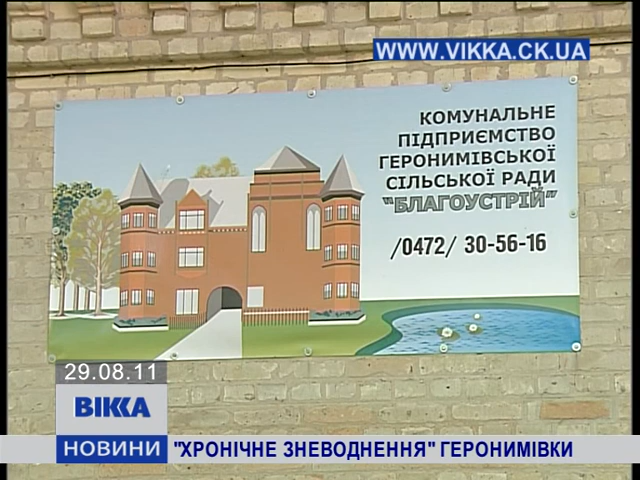 WWW.VIKKA.CK.UA
КОМУНАЛЬНЕ
ПІДПРИЄМСТВО
ГЕРОНИМІВСЬКОЇ
СІЛЬСЬКОЇ РАДИ
"БЛАГОУСТРІЙ"
/0472/ 30-56-16
29.08.11
ВІККА
НОВИНИ
"ХРОНІЧНЕ ЗНЕВОДНЕННЯ" ГЕРОНИМІВКИ